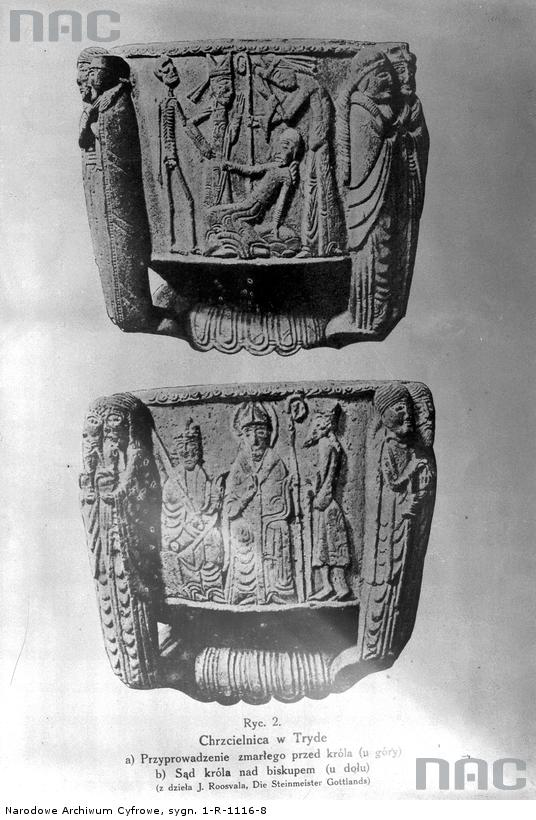 NAC
NAC
Ryc. 2.
Chrzcielnica w Tryde
a) Przyprowadzenie zmarłego przed króla (u góry)
b) Sąd króla nad biskupem (u dołu)
(z dzieła J. Roosvala, Die Steinmeister Gottlands)
NAC
Narodowe Archiwum Cyfrowe, sygn. 1-R-1116-8